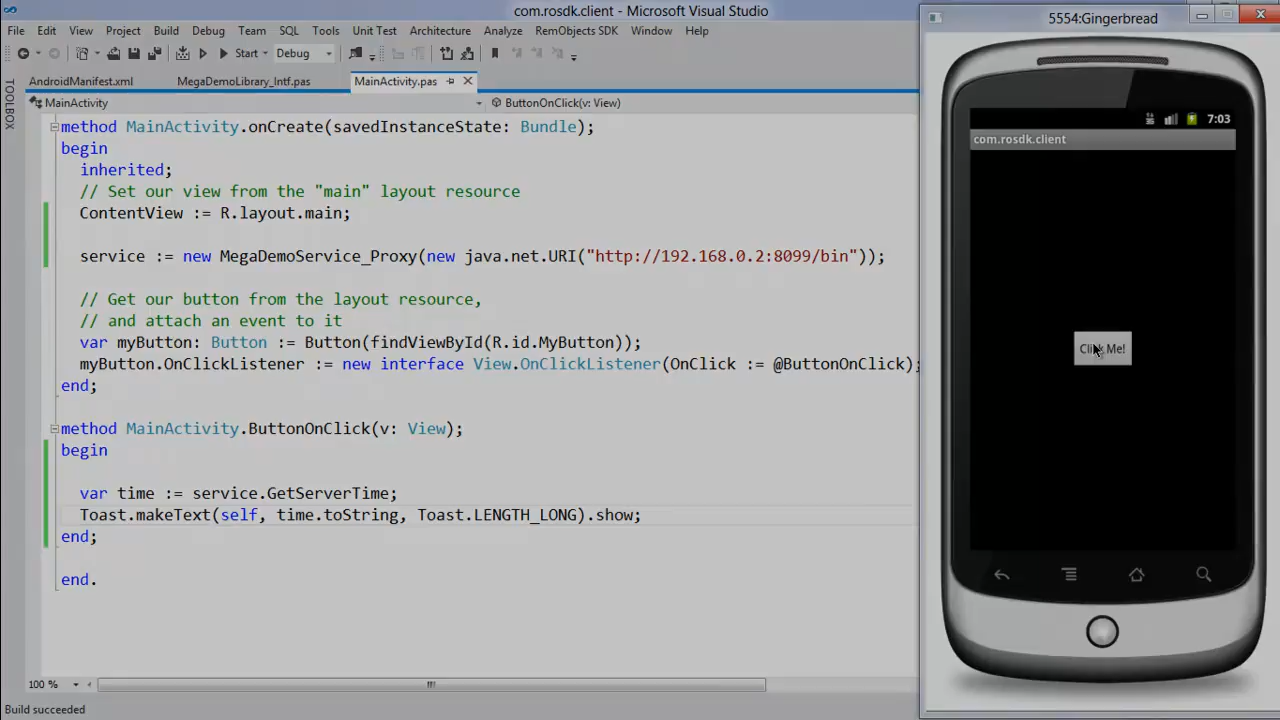 com.rosdk.client - Microsoft Visual Studio
File Edit View Project Build Debug Team SQL Tools Unit Test Architecture Analyze RemObjects SDK Window Help
Start Debug
AndroidManifest.xml MegaDemoLibrary_Intf.pas MainActivity.pas
TOOLBOX
MainActivity ButtonOnClick(v: View)
method MainActivity.onCreate(savedInstanceState: Bundle);
begin
inherited;
// Set our view from the "main" layout resource
ContentView := R.layout.main;
service := new MegaDemoService_Proxy(new java.net.URI("http://192.168.0.2:8099/bin"));
// Get our button from the layout resource,
// and attach an event to it
var myButton: Button := Button(findViewById(R.id.MyButton));
myButton.OnClickListener := new interface View.OnClickListener(OnClick := @ButtonOnClick);
end;
method MainActivity.ButtonOnClick(v: View);
begin
var time := service.GetServerTime;
Toast.makeText(self, time.toString, Toast.LENGTH_LONG).show;
end;
end.
100 %
Build succeeded
5554:Gingerbread
7:03
com.rosdk.client
Click Me!